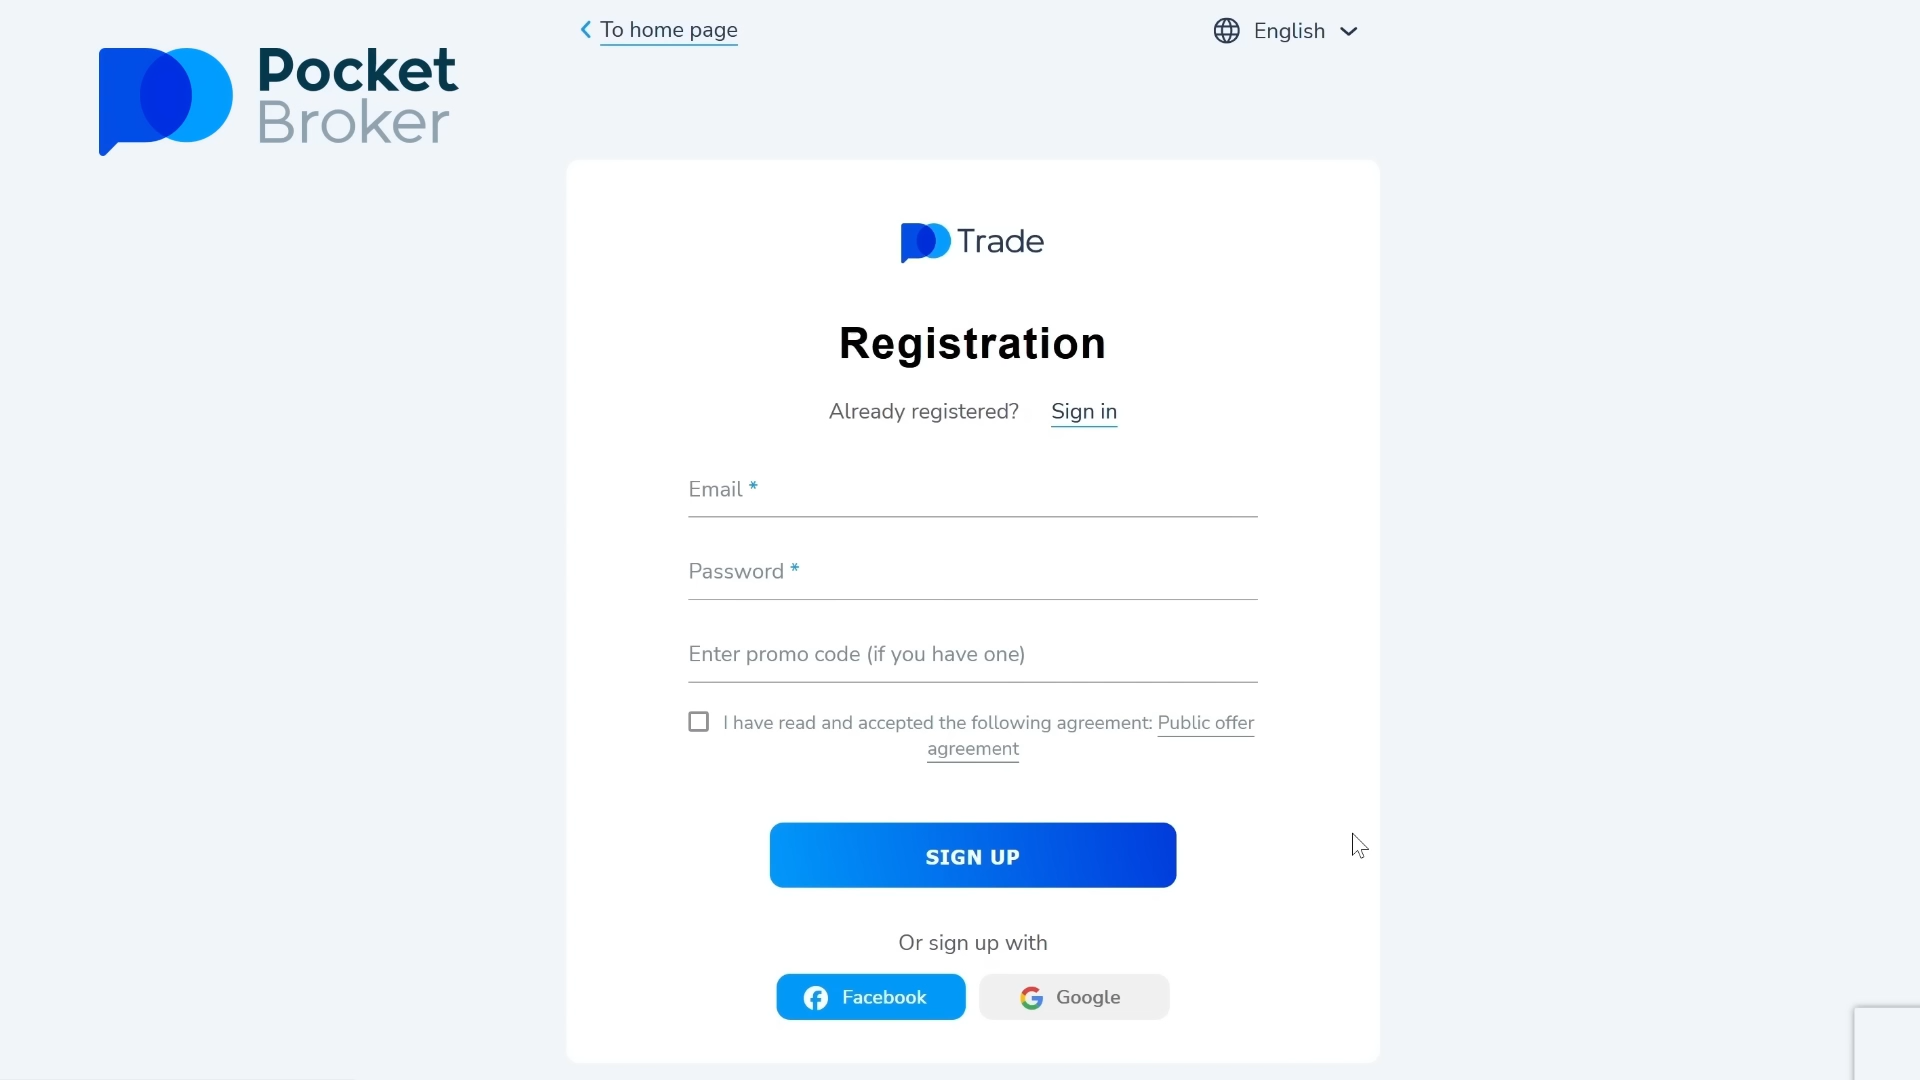 To home page
English
Pocket
Broker
Trade
Registration
Already registered? Sign in
Email *
Password *
Enter promo code (if you have one)
I have read and accepted the following agreement: Public offer
agreement
SIGN UP
Or sign up with
Facebook
Google